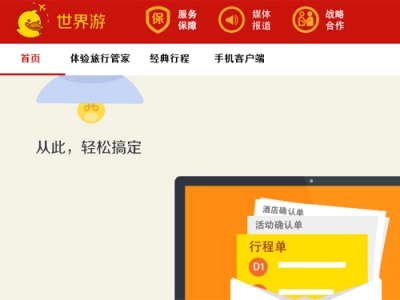 世界游
保
服务
保障
媒体
报道
战略
合作
首页 体验旅行管家 经典行程 手机客户端
从此，轻松搞定
酒店确认单
活动确认单
行程单
D1